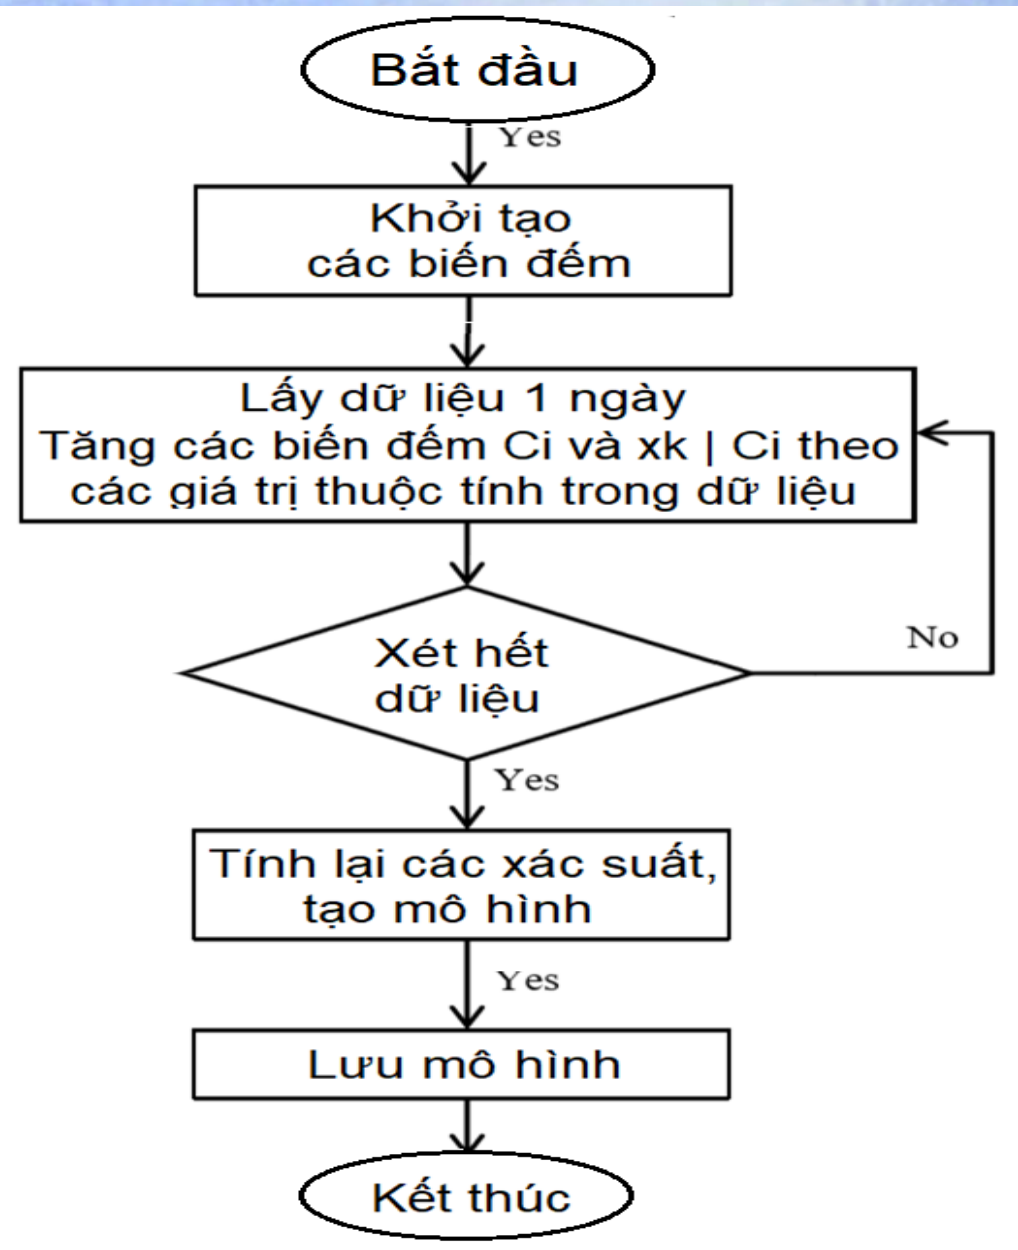 Bắt đầu
Yes
Khởi tạo
các biến đếm
Lấy dữ liệu 1 ngày
Tăng các biến đếm Ci và xk | Ci theo
các giá trị thuộc tính trong dữ liệu
Xét hết
dữ liệu
No
Yes
Tính lại các xác suất,
tạo mô hình
Yes
Lưu mô hình
Kết thúc